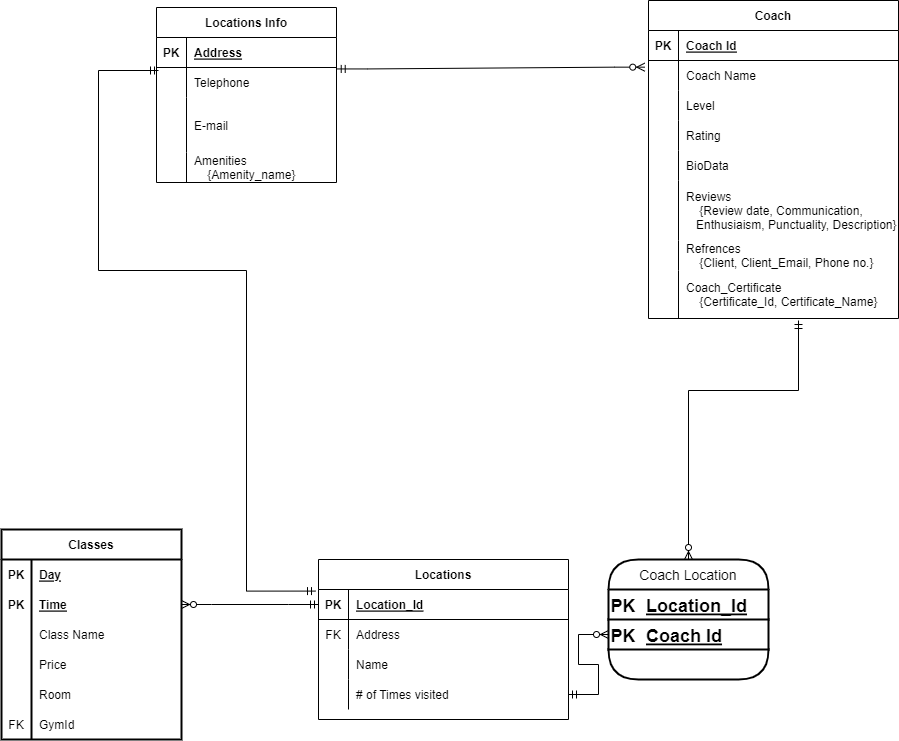 Locations Info
PK Address
Telephone
E-mail
Amenities
{Amenity_name}
Coach
PK Coach Id
Coach Name
Level
Rating
BioData
Reviews
{Review date, Communication,
Enthusiaism, Punctuality, Description}
Refrences
{Client, Client_Email, Phone no.}
Coach_Certificate
{Certificate_Id, Certificate_Name}
Classes
PK Day
PK Time
Class Name
Price
Room
FK GymId
Locations
PK Location_Id
FK Address
Name
# of Times visited
Coach Location
PK Location_Id
PK Coach Id